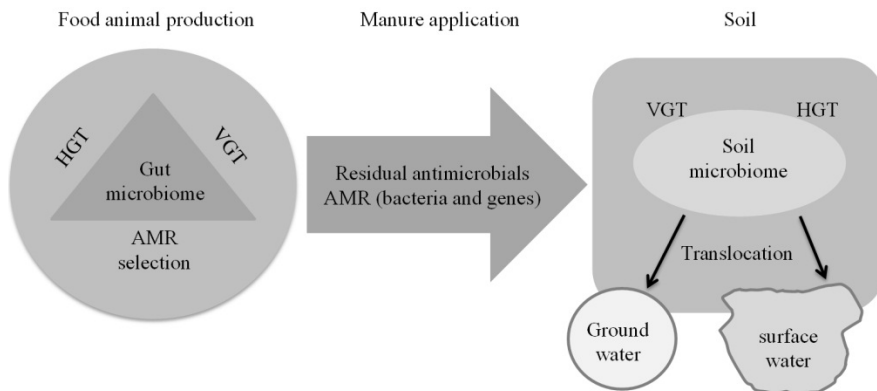 Food animal production
Manure application
Soil
HGT
VGT
Gut
microbiome
AMR
selection
Residual antimicrobials
AMR (bacteria and genes)
VGT
HGT
Soil
microbiome
Translocation
Ground
water
surface
water